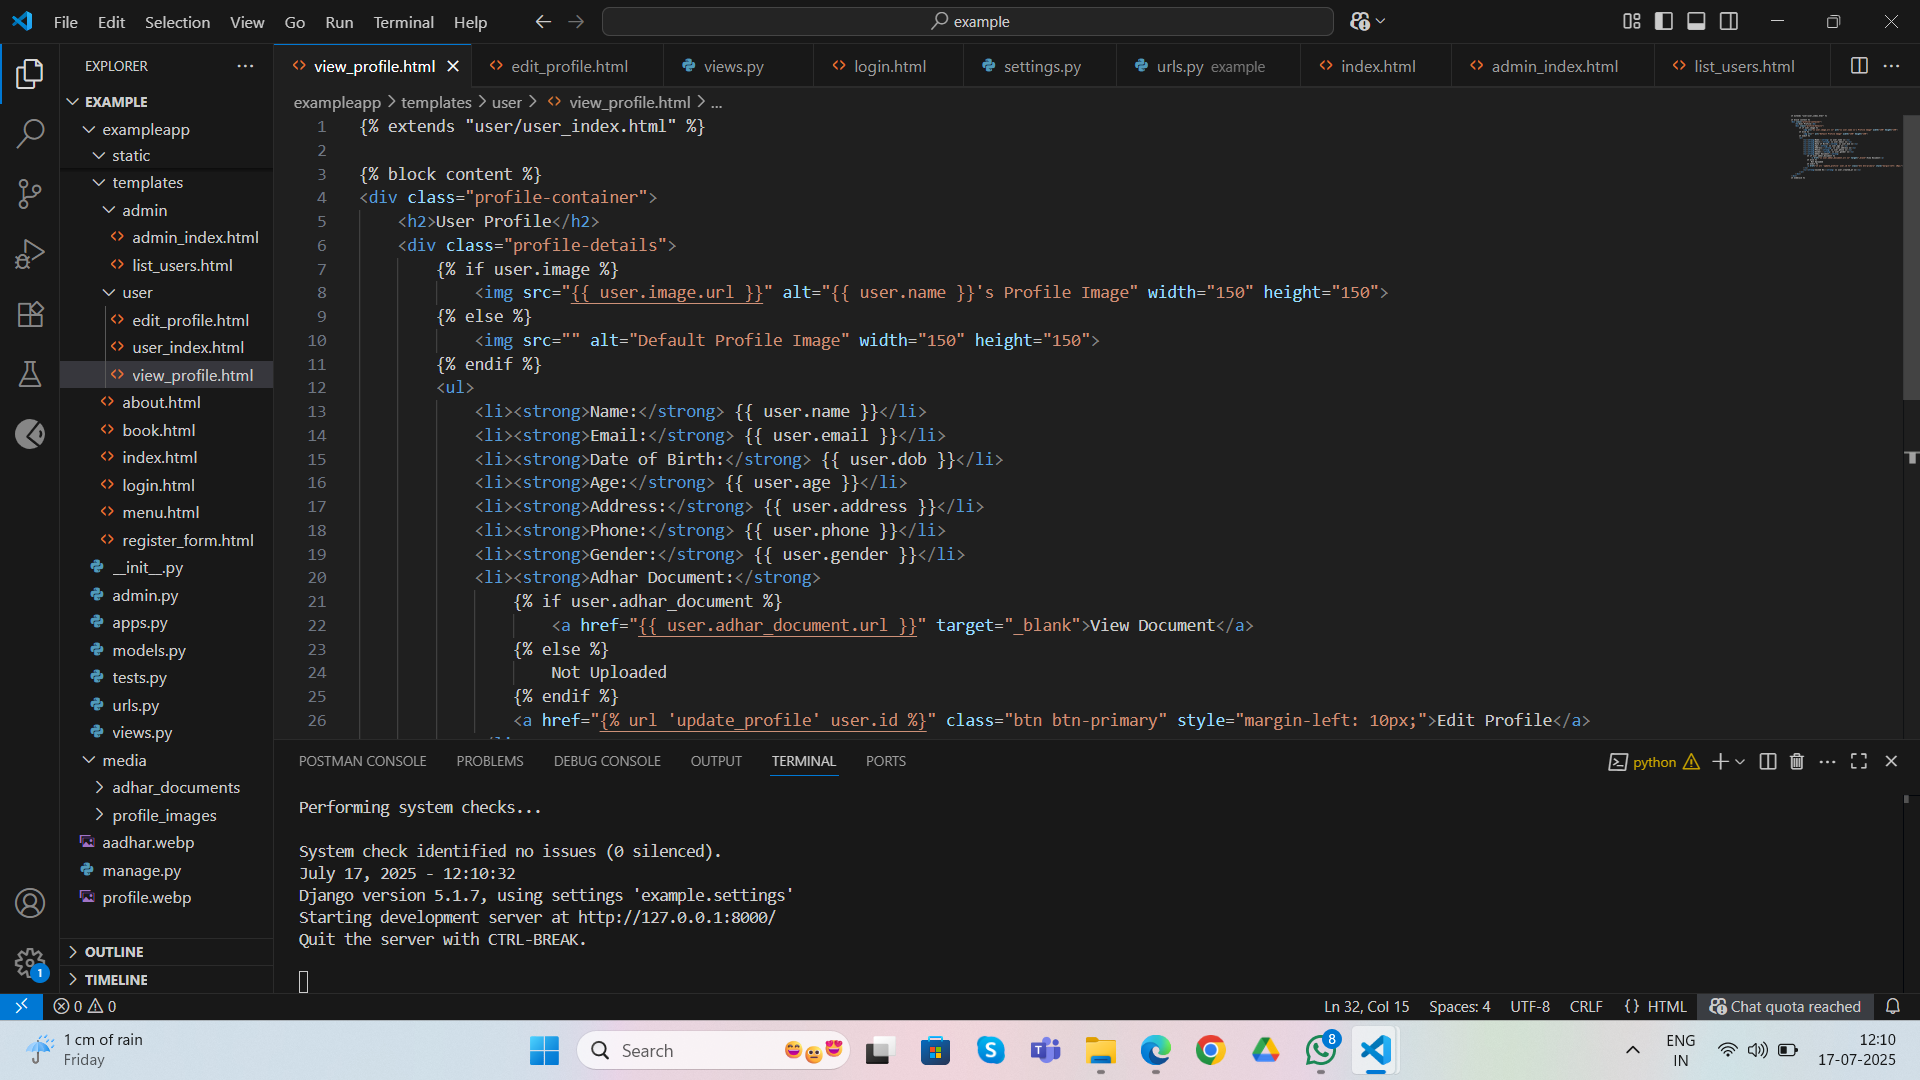 File Edit Selection View Go Run Terminal Help
example
EXPLORER
EXAMPLE
exampleapp
static
templates
admin
admin_index.html
list_users.html
user
edit_profile.html
user_index.html
view_profile.html
about.html
book.html
index.html
login.html
menu.html
register_form.html
__init__.py
admin.py
apps.py
models.py
tests.py
urls.py
views.py
media
adhar_documents
profile_images
aadhar.webp
manage.py
profile.webp
OUTLINE
TIMELINE
view_profile.html edit_profile.html views.py login.html settings.py urls.py example index.html admin_index.html list_users.html
exampleapp > templates > user > view_profile.html > ...
1 {% extends "user/user_index.html" %}
2
3 {% block content %}
4 <div class="profile-container">
5 <h2>User Profile</h2>
6 <div class="profile-details">
7 {% if user.image %}
8 <img src="{{ user.image.url }}" alt="{{ user.name }}'s Profile Image" width="150" height="150">
9 {% else %}
10 <img src="" alt="Default Profile Image" width="150" height="150">
11 {% endif %}
12 <ul>
13 <li><strong>Name:</strong> {{ user.name }}</li>
14 <li><strong>Email:</strong> {{ user.email }}</li>
15 <li><strong>Date of Birth:</strong> {{ user.dob }}</li>
16 <li><strong>Age:</strong> {{ user.age }}</li>
17 <li><strong>Address:</strong> {{ user.address }}</li>
18 <li><strong>Phone:</strong> {{ user.phone }}</li>
19 <li><strong>Gender:</strong> {{ user.gender }}</li>
20 <li><strong>Adhar Document:</strong>
21 {% if user.adhar_document %}
22 <a href="{{ user.adhar_document.url }}" target="_blank">View Document</a>
23 {% else %}
24 Not Uploaded
25 {% endif %}
26 <a href="{% url 'update_profile' user.id %}" class="btn btn-primary" style="margin-left: 10px;">Edit Profile</a>
POSTMAN CONSOLE PROBLEMS DEBUG CONSOLE OUTPUT TERMINAL PORTS
python
Performing system checks...
System check identified no issues (0 silenced).
July 17, 2025 - 12:10:32
Django version 5.1.7, using settings 'example.settings'
Starting development server at http://127.0.0.1:8000/
Quit the server with CTRL-BREAK.
1
0 0
Ln 32, Col 15 Spaces: 4 UTF-8 CRLF {} HTML Chat quota reached
1 cm of rain
Friday
Search
8
ENG
IN
12:10
17-07-2025